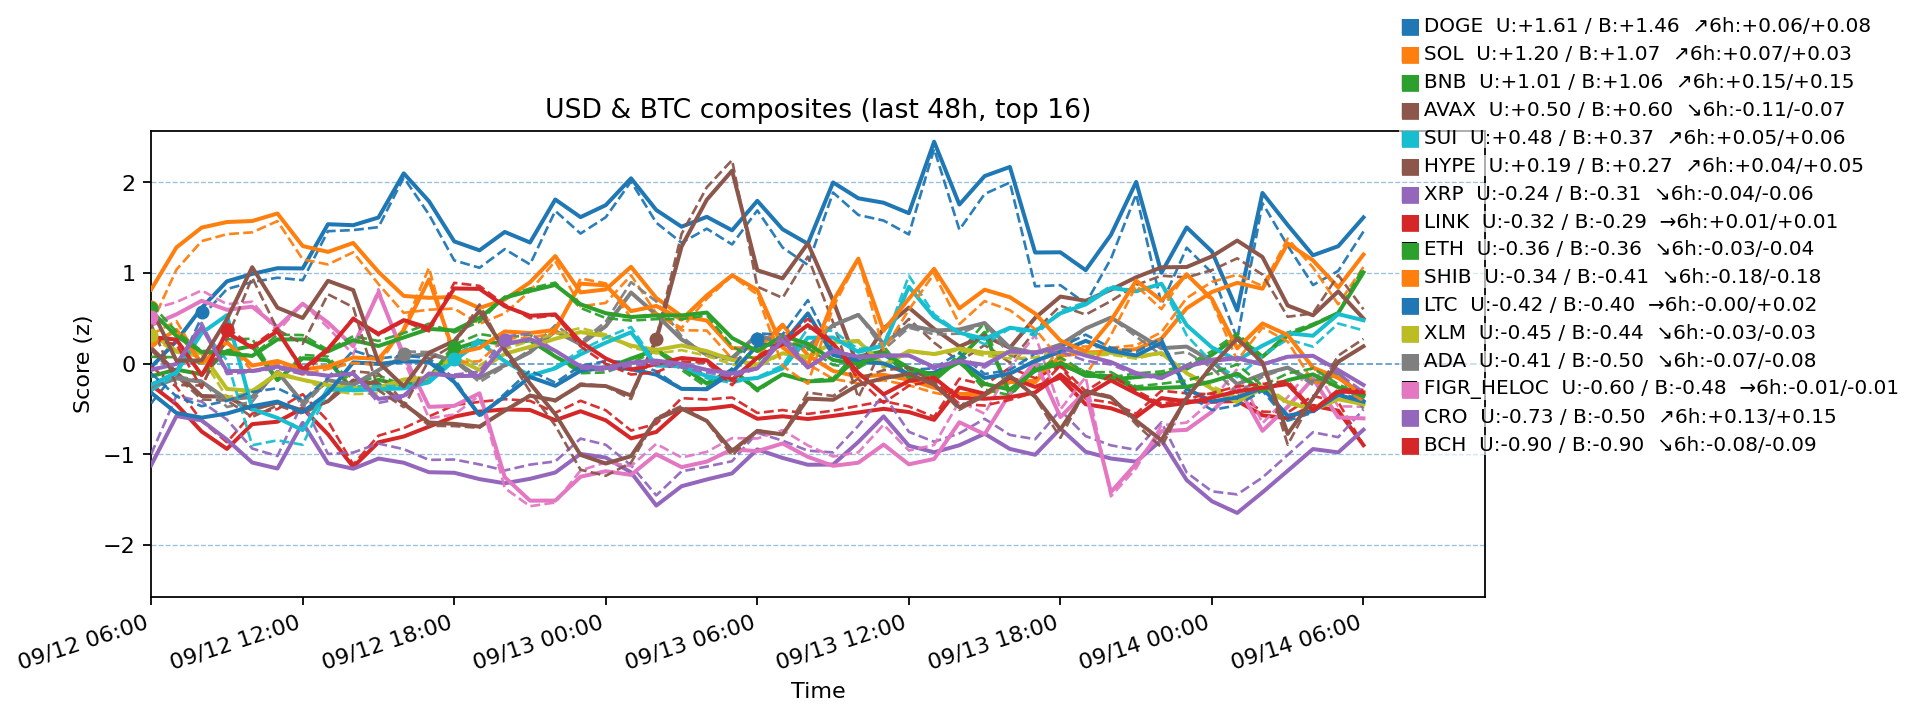 DOGE  U:+1.61 / B:+1.46  ↗6h:+0.06/+0.08
SOL  U:+1.20 / B:+1.07  ↗6h:+0.07/+0.03
BNB  U:+1.01 / B:+1.06  ↗6h:+0.15/+0.15
AVAX  U:+0.50 / B:+0.60  ↘6h:-0.11/-0.07
SUI  U:+0.48 / B:+0.37  ↗6h:+0.05/+0.06
HYPE  U:+0.19 / B:+0.27  ↗6h:+0.04/+0.05
XRP  U:-0.24 / B:-0.31  ↘6h:-0.04/-0.06
LINK  U:-0.32 / B:-0.29  →6h:+0.01/+0.01
ETH  U:-0.36 / B:-0.36  ↘6h:-0.03/-0.04
SHIB  U:-0.34 / B:-0.41  ↘6h:-0.18/-0.18
LTC  U:-0.42 / B:-0.40  →6h:-0.00/+0.02
XLM  U:-0.45 / B:-0.44  ↘6h:-0.03/-0.03
ADA  U:-0.41 / B:-0.50  ↘6h:-0.07/-0.08
FIGR_HELOC  U:-0.60 / B:-0.48  →6h:-0.01/-0.01
CRO  U:-0.73 / B:-0.50  ↗6h:+0.13/+0.15
BCH  U:-0.90 / B:-0.90  ↘6h:-0.08/-0.09
USD & BTC composites (last 48h, top 16)
Score (z)
2
1
0
−1
−2
09/12 06:00
09/12 12:00
09/12 18:00
09/13 00:00
09/13 06:00
09/13 12:00
09/13 18:00
09/14 00:00
09/14 06:00
Time